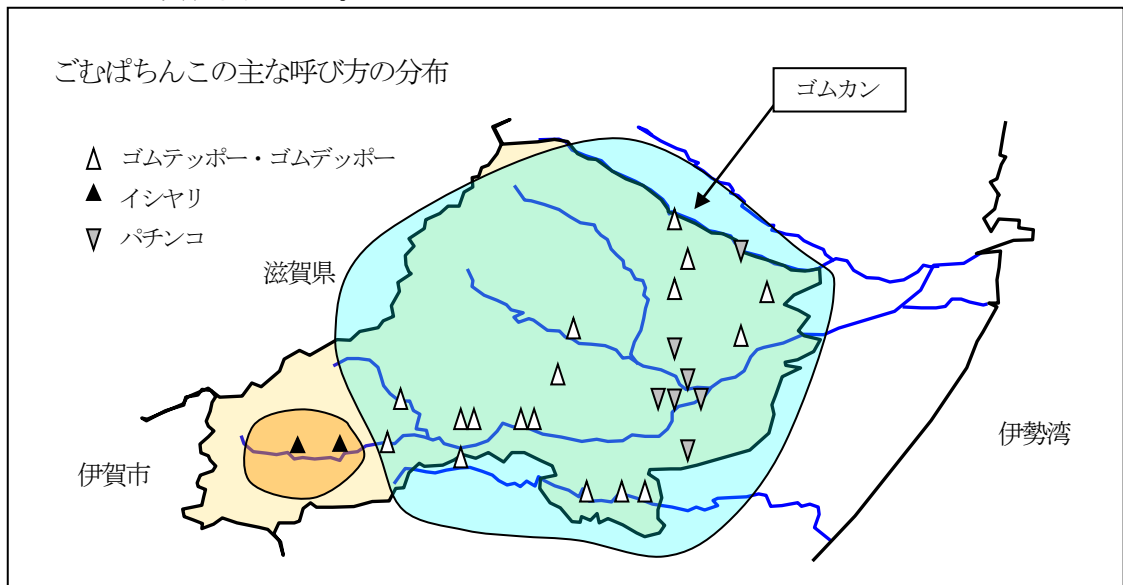 ごむぱちんこの主な呼び方の分布
ゴムカン
ゴムテッポー・ゴムデッポー
イシヤリ
パチンコ
滋賀県
伊勢湾
伊賀市